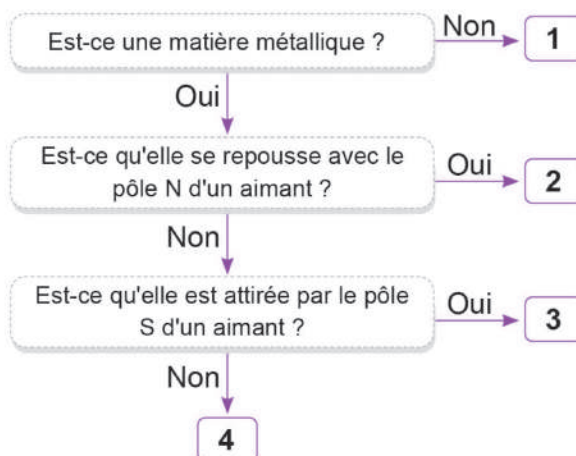 Est-ce une matière métallique ?
Non
1
Oui
Est-ce qu'elle se repousse avec le
pôle N d'un aimant ?
Oui
2
Non
Est-ce qu'elle est attirée par le pôle
S d'un aimant ?
Oui
3
Non
4